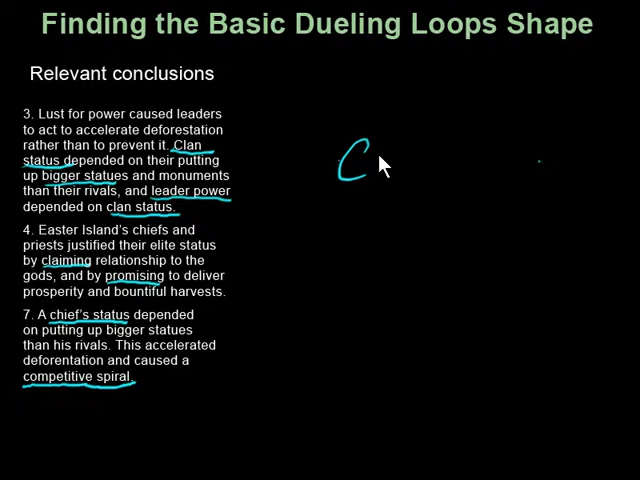 Finding the Basic Dueling Loops Shape
Relevant conclusions
3. Lust for power caused leaders
to act to accelerate deforestation
rather than to prevent it. Clan
status depended on their putting
up bigger statues and monuments
than their rivals, and leader power
depended on clan status.
4. Easter Island's chiefs and
priests justified their elite status
by claiming relationship to the
gods, and by promising to deliver
prosperity and bountiful harvests.
7. A chief's status depended
on putting up bigger statues
than his rivals. This accelerated
deforentation and caused a
competitive spiral.
C